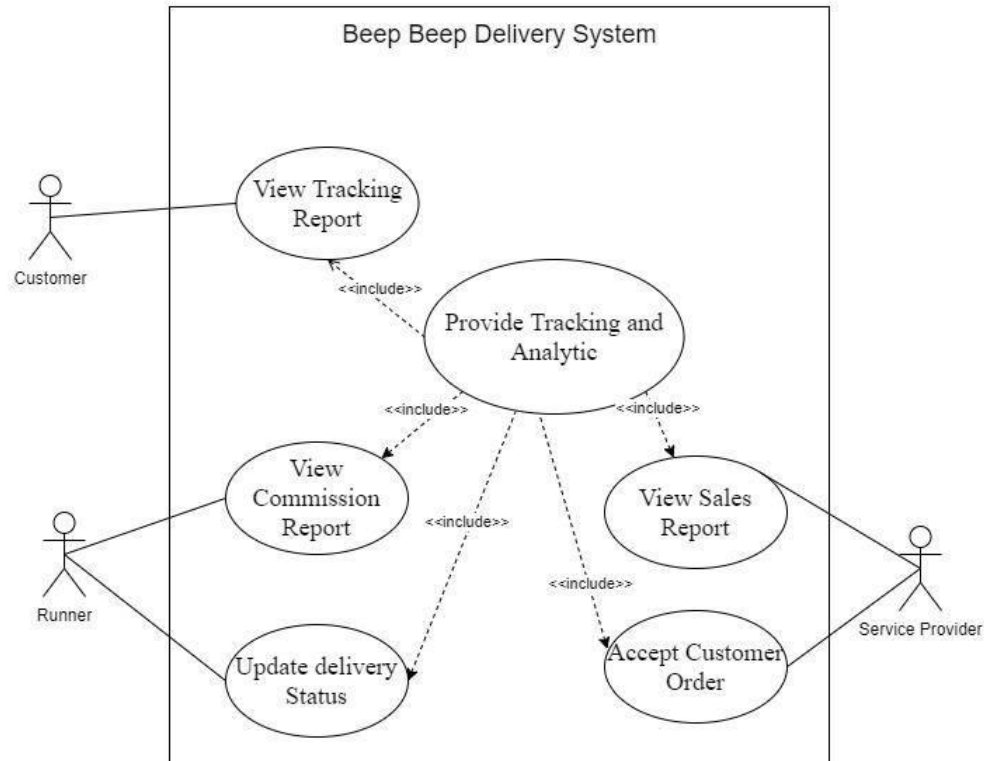 Beep Beep Delivery System
View Tracking
Report
Customer
<<include>>
Provide Tracking and
Analytic
<<include>>
<<include>>
View
Commission
Report
View Sales
Report
<<include>>
<<include>>
Runner
Service Provider
Update delivery
Status
Accept Customer
Order